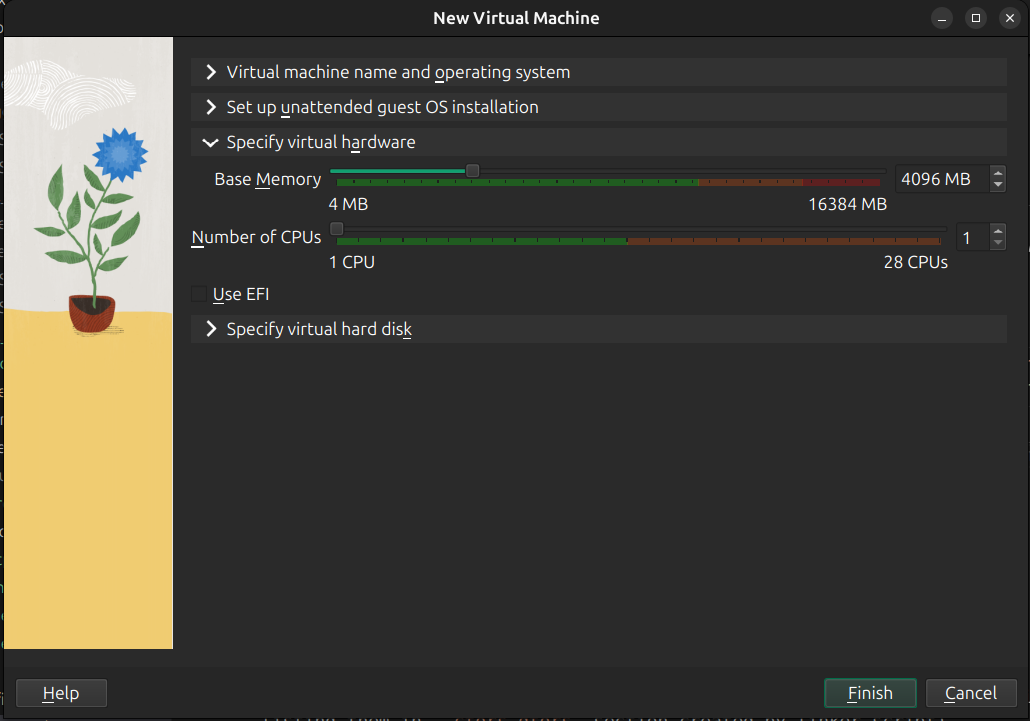 New Virtual Machine
Virtual machine name and operating system
Set up unattended guest OS installation
Specify virtual hardware
Base Memory
4096 MB
4 MB
16384 MB
Number of CPUs
1
1 CPU
28 CPUs
Use EFI
Specify virtual hard disk
Help
Finish
Cancel